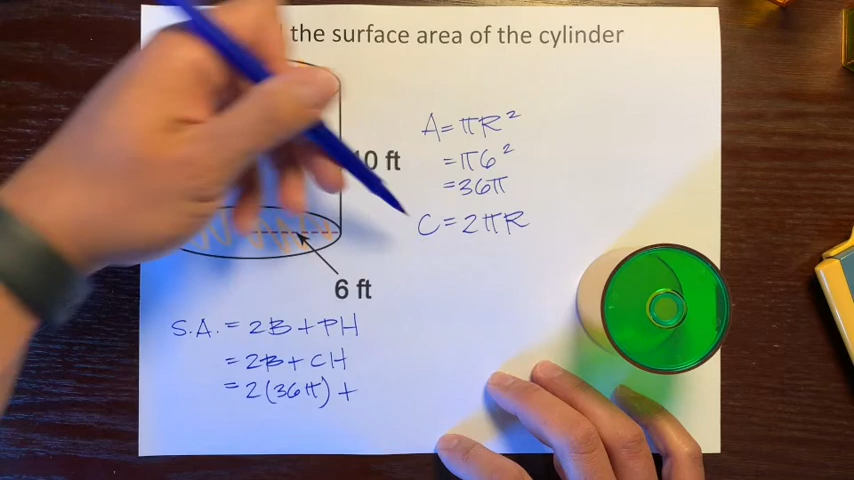 the surface area of the cylinder
10 ft
6 ft
A = πR²
= π6²
= 36π
C = 2πR
S.A. = 2B + PH
= 2B + CH
= 2(36π) +